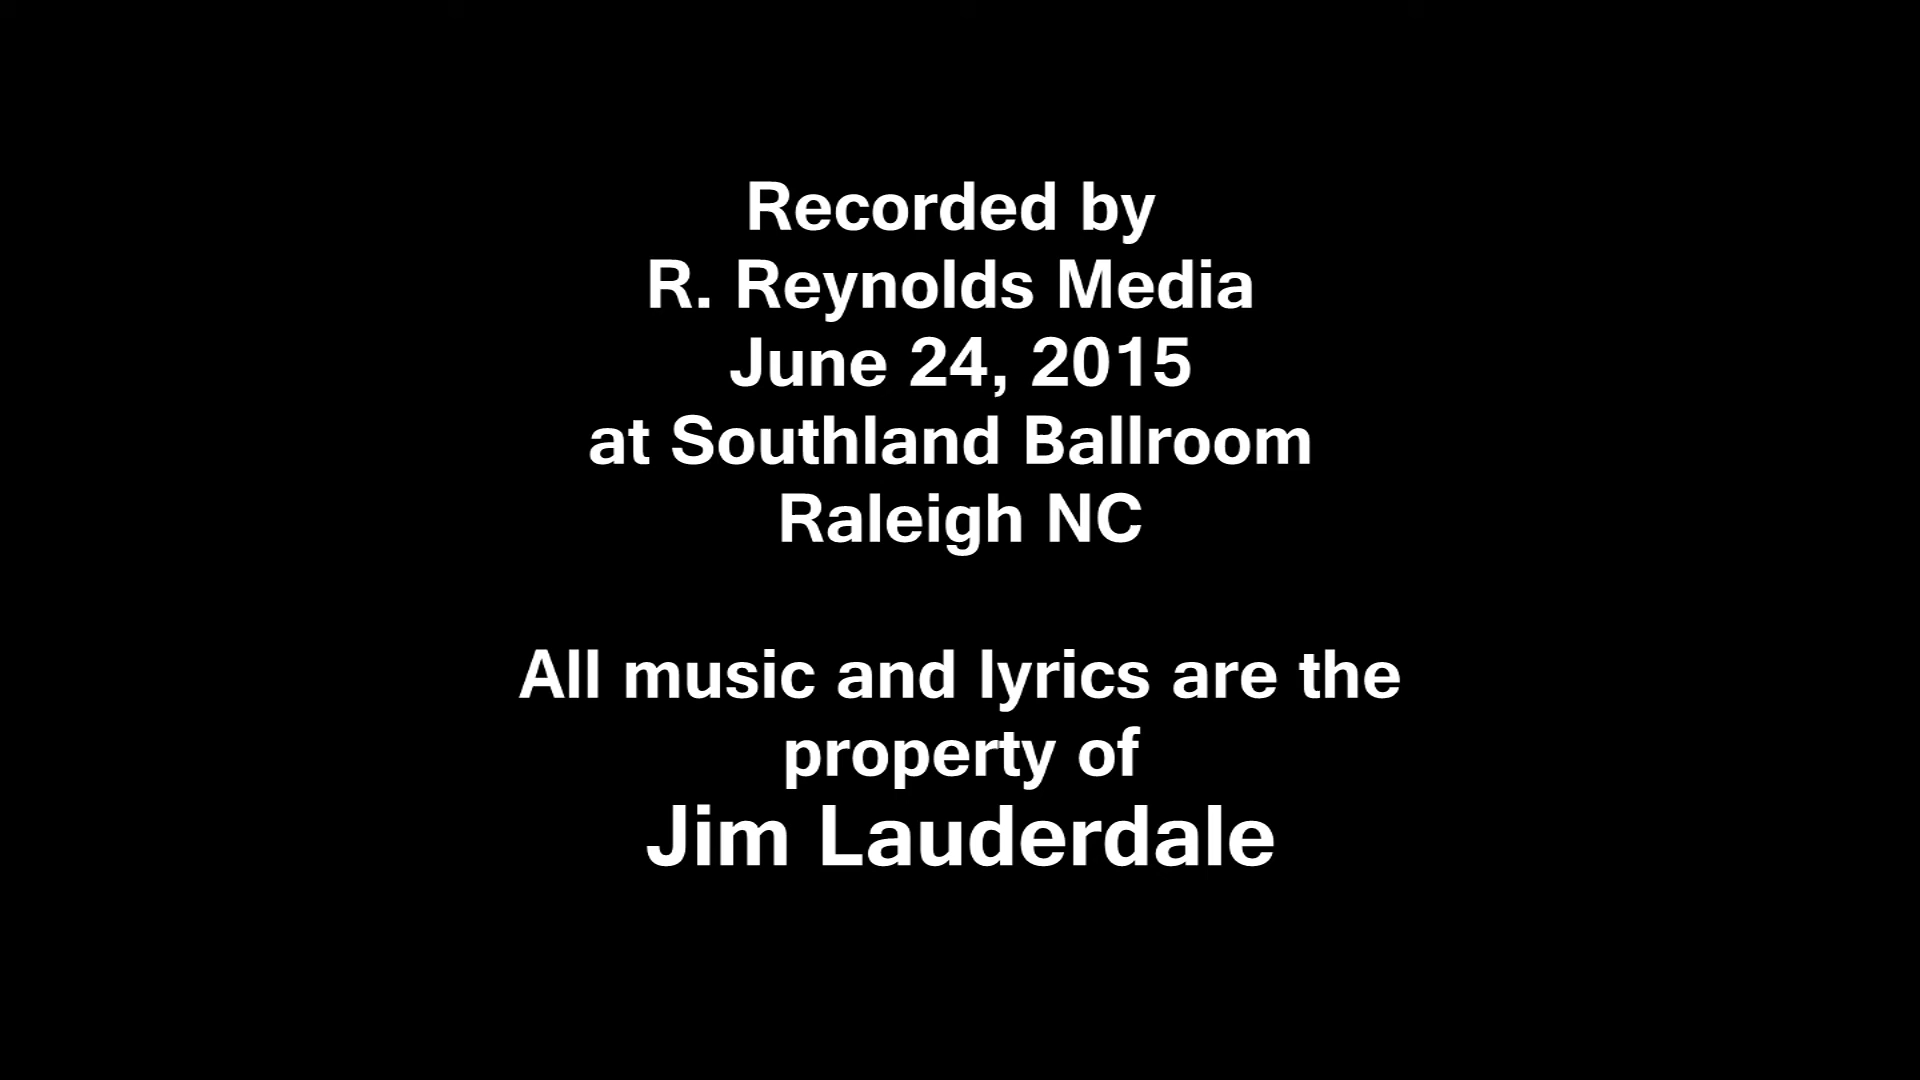 Recorded by
R. Reynolds Media
June 24, 2015
at Southland Ballroom
Raleigh NC
All music and lyrics are the
property of
Jim Lauderdale